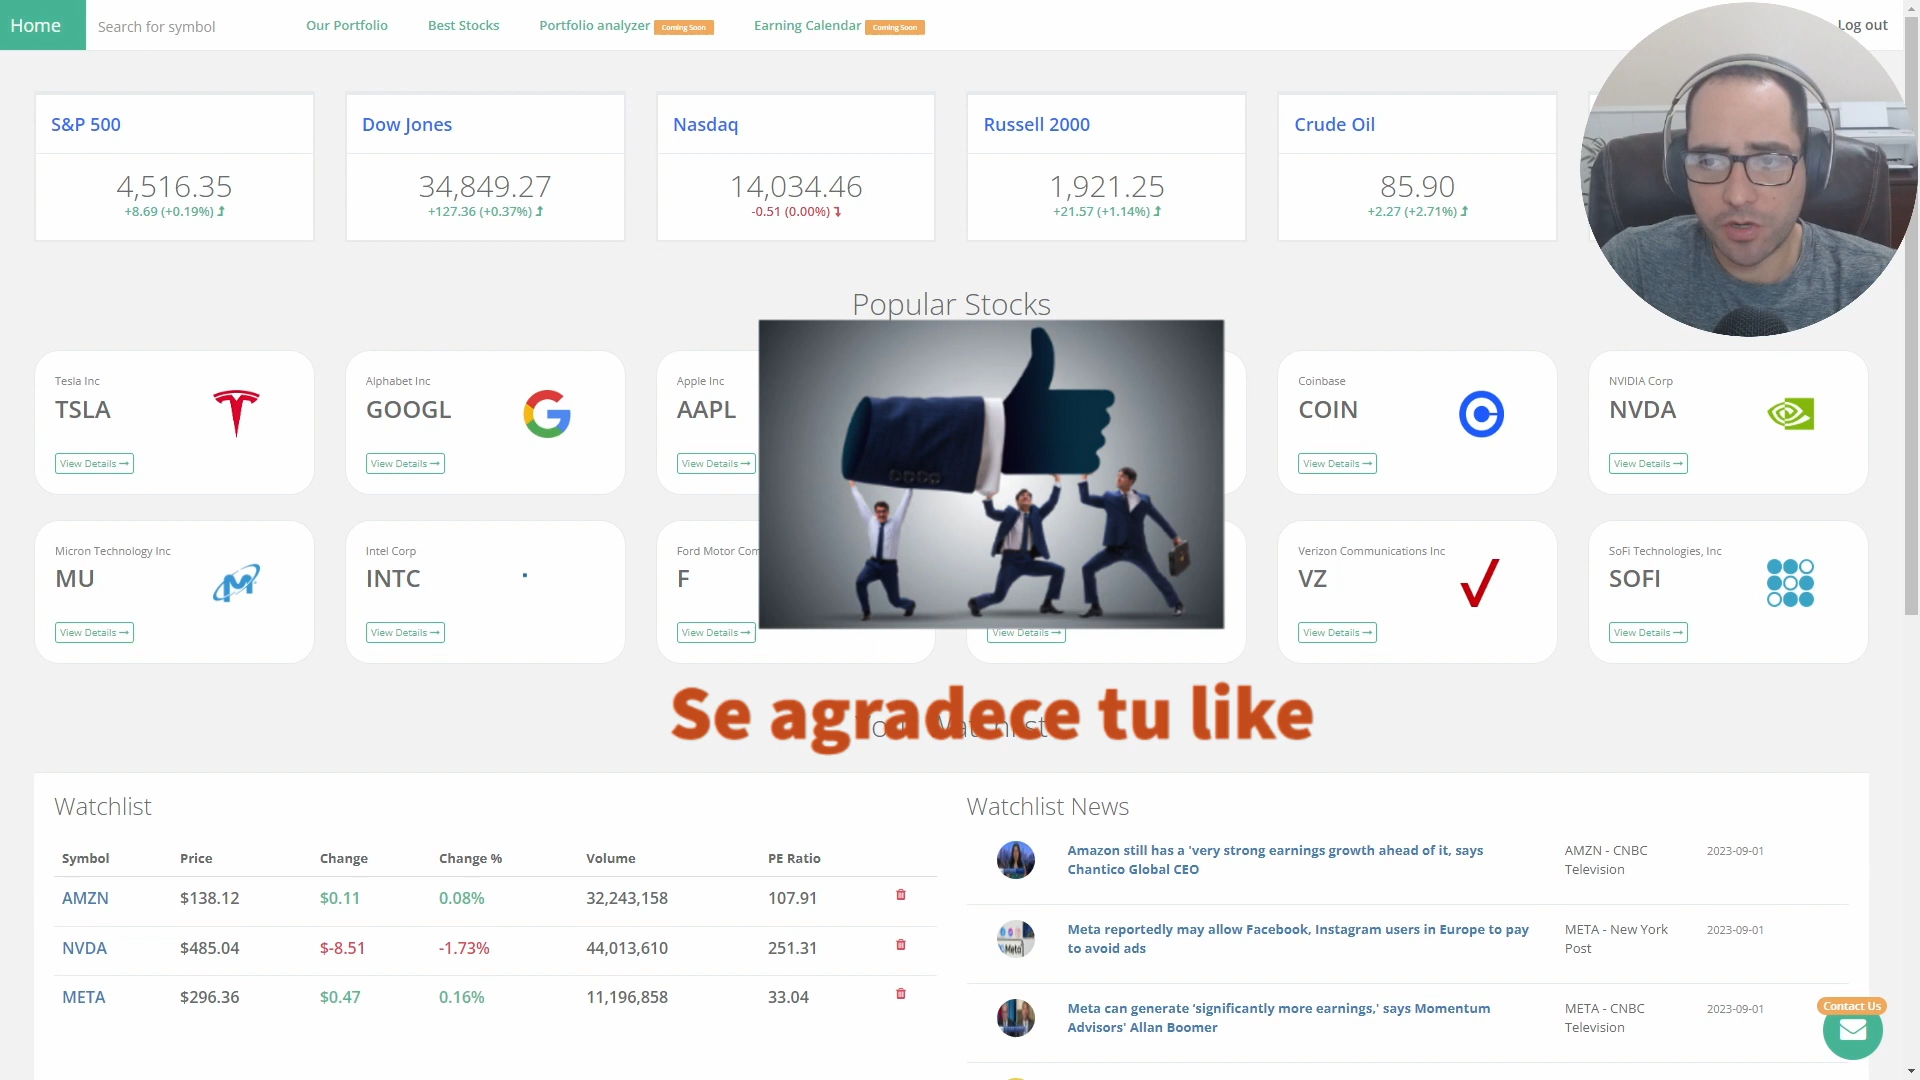 Home
Search for symbol
Our Portfolio
Best Stocks
Portfolio analyzer Coming Soon
Earning Calendar Coming Soon
Log out
S&P 500
4,516.35
+8.69 (+0.19%)
Dow Jones
34,849.27
+127.36 (+0.37%)
Nasdaq
14,034.46
-0.51 (0.00%)
Russell 2000
1,921.25
+21.57 (+1.14%)
Crude Oil
85.90
+2.27 (+2.71%)
Popular Stocks
Tesla Inc
TSLA
View Details
Alphabet Inc
GOOGL
View Details
Apple Inc
AAPL
View Details
Coinbase
COIN
View Details
NVIDIA Corp
NVDA
View Details
Micron Technology Inc
MU
View Details
Intel Corp
INTC
View Details
Ford Motor Com
F
View Details
View Details
Verizon Communications Inc
VZ
View Details
SoFi Technologies, Inc
SOFI
View Details
Se agradece tu like
Watchlist
Symbol Price Change Change % Volume PE Ratio
AMZN $138.12 $0.11 0.08% 32,243,158 107.91
NVDA $485.04 $-8.51 -1.73% 44,013,610 251.31
META $296.36 $0.47 0.16% 11,196,858 33.04
Watchlist News
Amazon still has a 'very strong earnings growth ahead of it, says
Chantico Global CEO
AMZN - CNBC
Television
2023-09-01
Meta reportedly may allow Facebook, Instagram users in Europe to pay
to avoid ads
META - New York
Post
2023-09-01
Meta can generate ‘significantly more earnings,' says Momentum
Advisors' Allan Boomer
META - CNBC
Television
2023-09-01
Contact Us